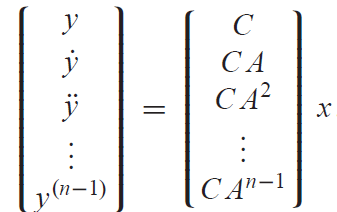 y C
ẏ CA
ÿ = CA² x
⋮ ⋮
y⁽ⁿ⁻¹⁾ CAⁿ⁻¹